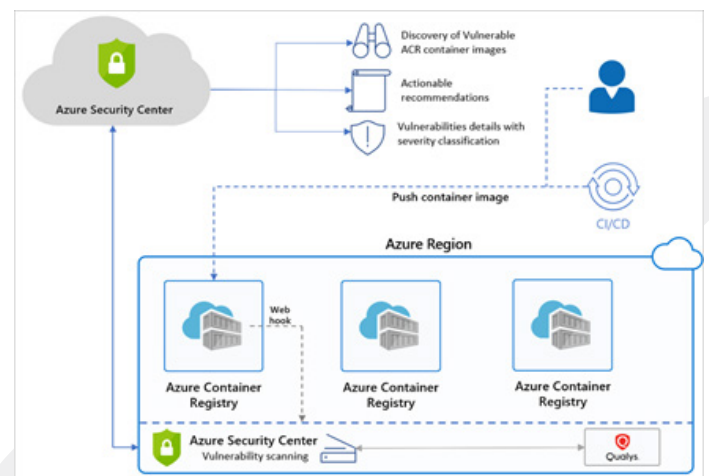 Discovery of Vulnerable
ACR container images
Azure Security Center
Actionable
recommendations
Vulnerabilities details with
severity classification
Push container image
CI/CD
Azure Region
Web
hook
Azure Container
Registry
Azure Container
Registry
Azure Container
Registry
Azure Security Center
Vulnerability scanning
Qualys.